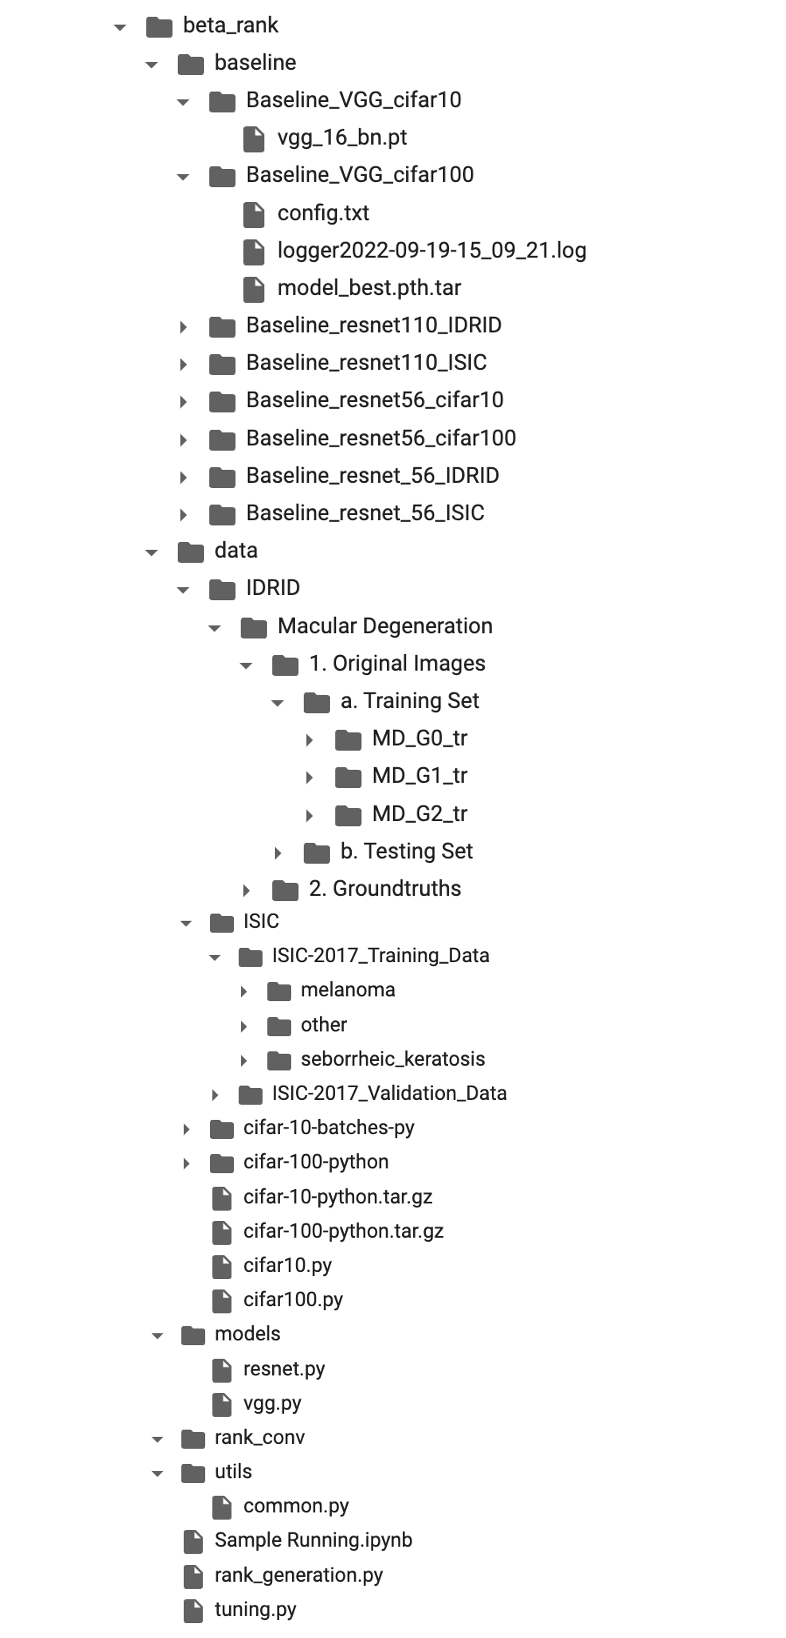 beta_rank
baseline
Baseline_VGG_cifar10
vgg_16_bn.pt
Baseline_VGG_cifar100
config.txt
logger2022-09-19-15_09_21.log
model_best.pth.tar
Baseline_resnet110_IDRID
Baseline_resnet110_ISIC
Baseline_resnet56_cifar10
Baseline_resnet56_cifar100
Baseline_resnet_56_IDRID
Baseline_resnet_56_ISIC
data
IDRID
Macular Degeneration
1. Original Images
a. Training Set
MD_G0_tr
MD_G1_tr
MD_G2_tr
b. Testing Set
2. Groundtruths
ISIC
ISIC-2017_Training_Data
melanoma
other
seborrheic_keratosis
ISIC-2017_Validation_Data
cifar-10-batches-py
cifar-100-python
cifar-10-python.tar.gz
cifar-100-python.tar.gz
cifar10.py
cifar100.py
models
resnet.py
vgg.py
rank_conv
utils
common.py
Sample Running.ipynb
rank_generation.py
tuning.py